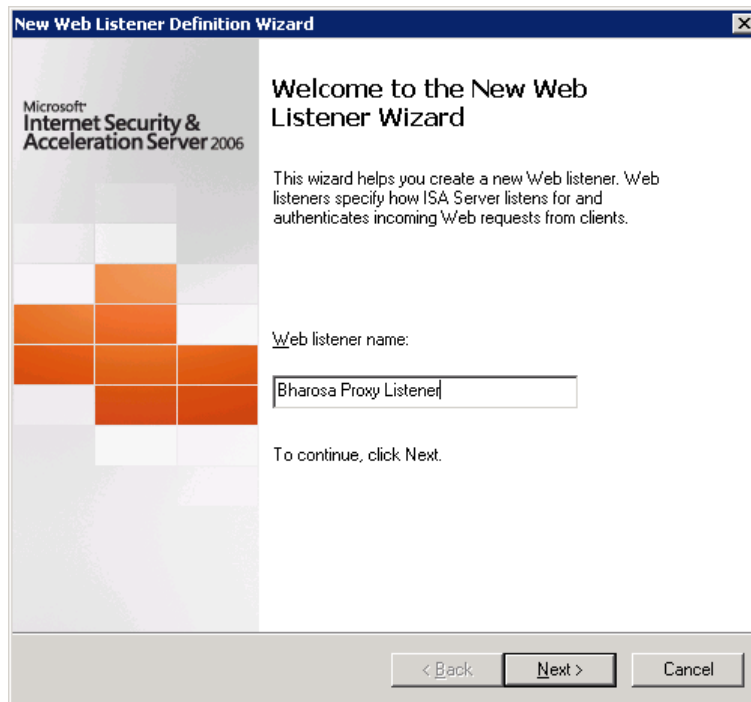 New Web Listener Definition Wizard
Microsoft
Internet Security &
Acceleration Server 2006
Welcome to the New Web
Listener Wizard
This wizard helps you create a new Web listener. Web
listeners specify how ISA Server listens for and
authenticates incoming Web requests from clients.
Web listener name:
Bharosa Proxy Listener
To continue, click Next.
< Back Next > Cancel